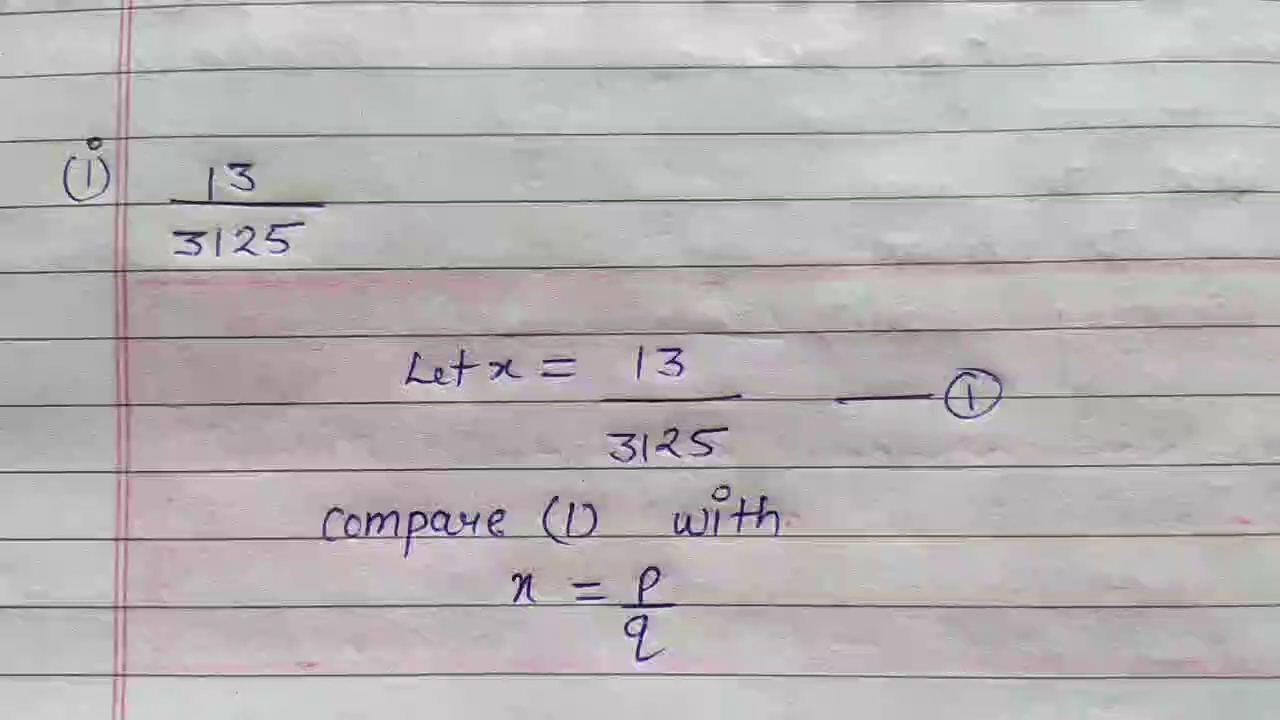 (i) 13
3125
Let x = 13 —— ①
3125
compare (1) with
x = p
q